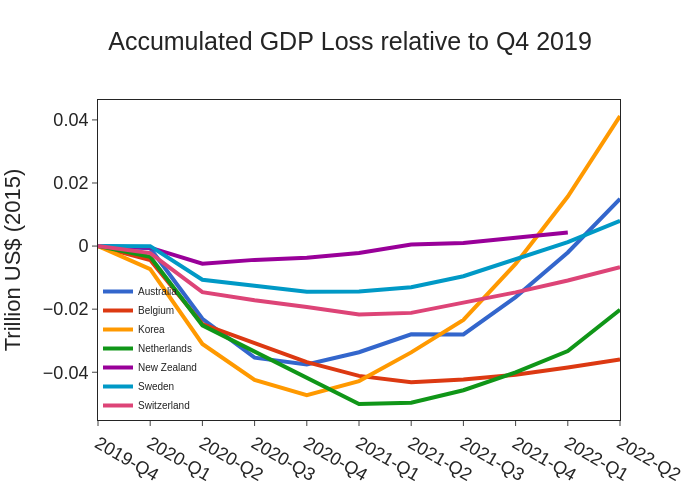 Accumulated GDP Loss relative to Q4 2019
Trillion US$ (2015)
0.04
0.02
0
−0.02
−0.04
Australia
Belgium
Korea
Netherlands
New Zealand
Sweden
Switzerland
2019-Q4
2020-Q1
2020-Q2
2020-Q3
2020-Q4
2021-Q1
2021-Q2
2021-Q3
2021-Q4
2022-Q1
2022-Q2